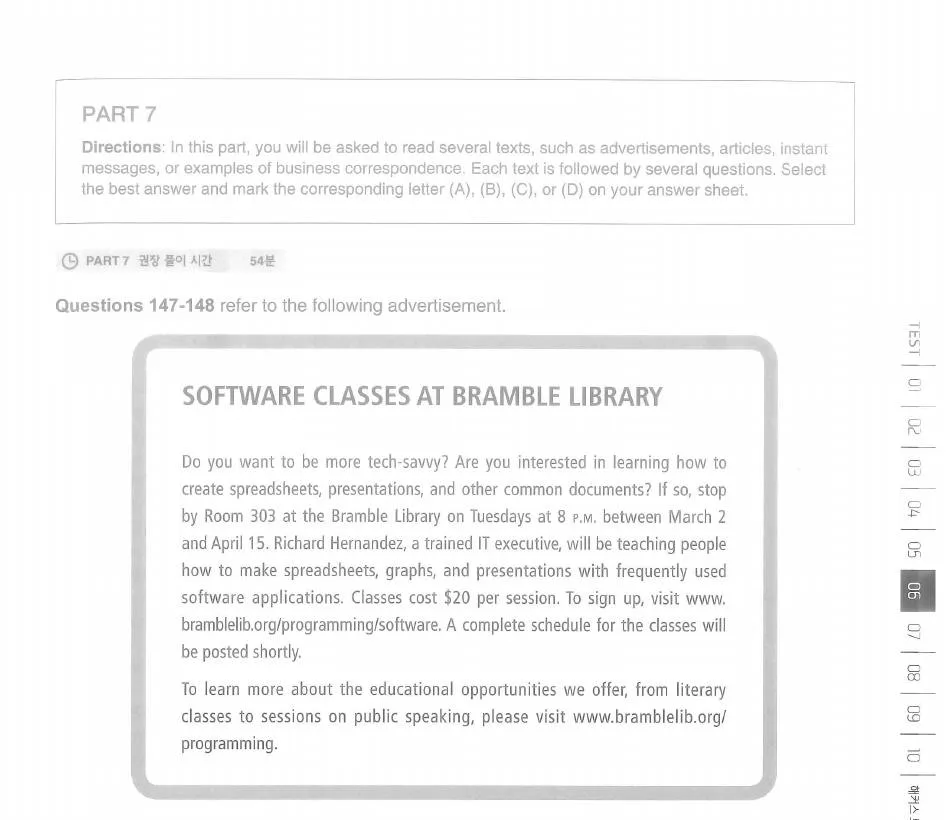 PART 7
Directions: In this part, you will be asked to read several texts, such as advertisements, articles, instant
messages, or examples of business correspondence. Each text is followed by several questions. Select
the best answer and mark the corresponding letter (A), (B), (C), or (D) on your answer sheet.
PART 7 권장 풀이 시간 54분
Questions 147-148 refer to the following advertisement.
SOFTWARE CLASSES AT BRAMBLE LIBRARY
Do you want to be more tech-savvy? Are you interested in learning how to
create spreadsheets, presentations, and other common documents? If so, stop
by Room 303 at the Bramble Library on Tuesdays at 8 P.M. between March 2
and April 15. Richard Hernandez, a trained IT executive, will be teaching people
how to make spreadsheets, graphs, and presentations with frequently used
software applications. Classes cost $20 per session. To sign up, visit www.
bramblelib.org/programming/software. A complete schedule for the classes will
be posted shortly.
To learn more about the educational opportunities we offer, from literary
classes to sessions on public speaking, please visit www.bramblelib.org/
programming.
TEST
01
02
03
04
05
06
07
08
09
10
해커스